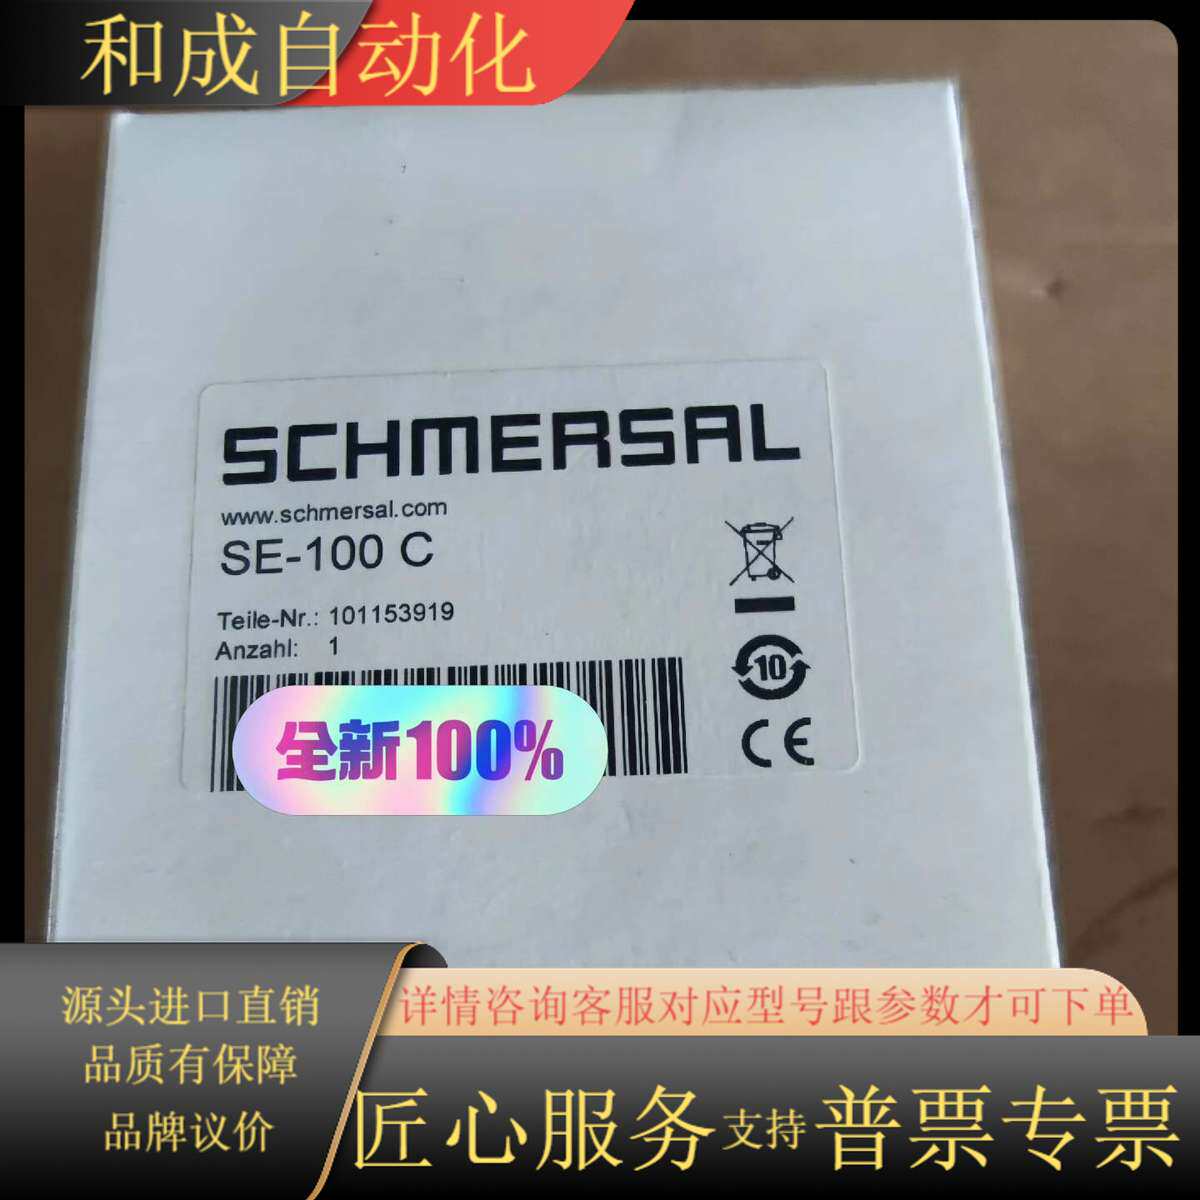 和成自动化
SCHMERSAL
www.schmersal.com
SE-100 C
Teile-Nr.: 101153919
Anzahl: 1
10
CE
全新100%
源头进口直销
品质有保障
品牌议价
详情咨询客服对应型号跟参数才可下单
匠心服务支持普票专票